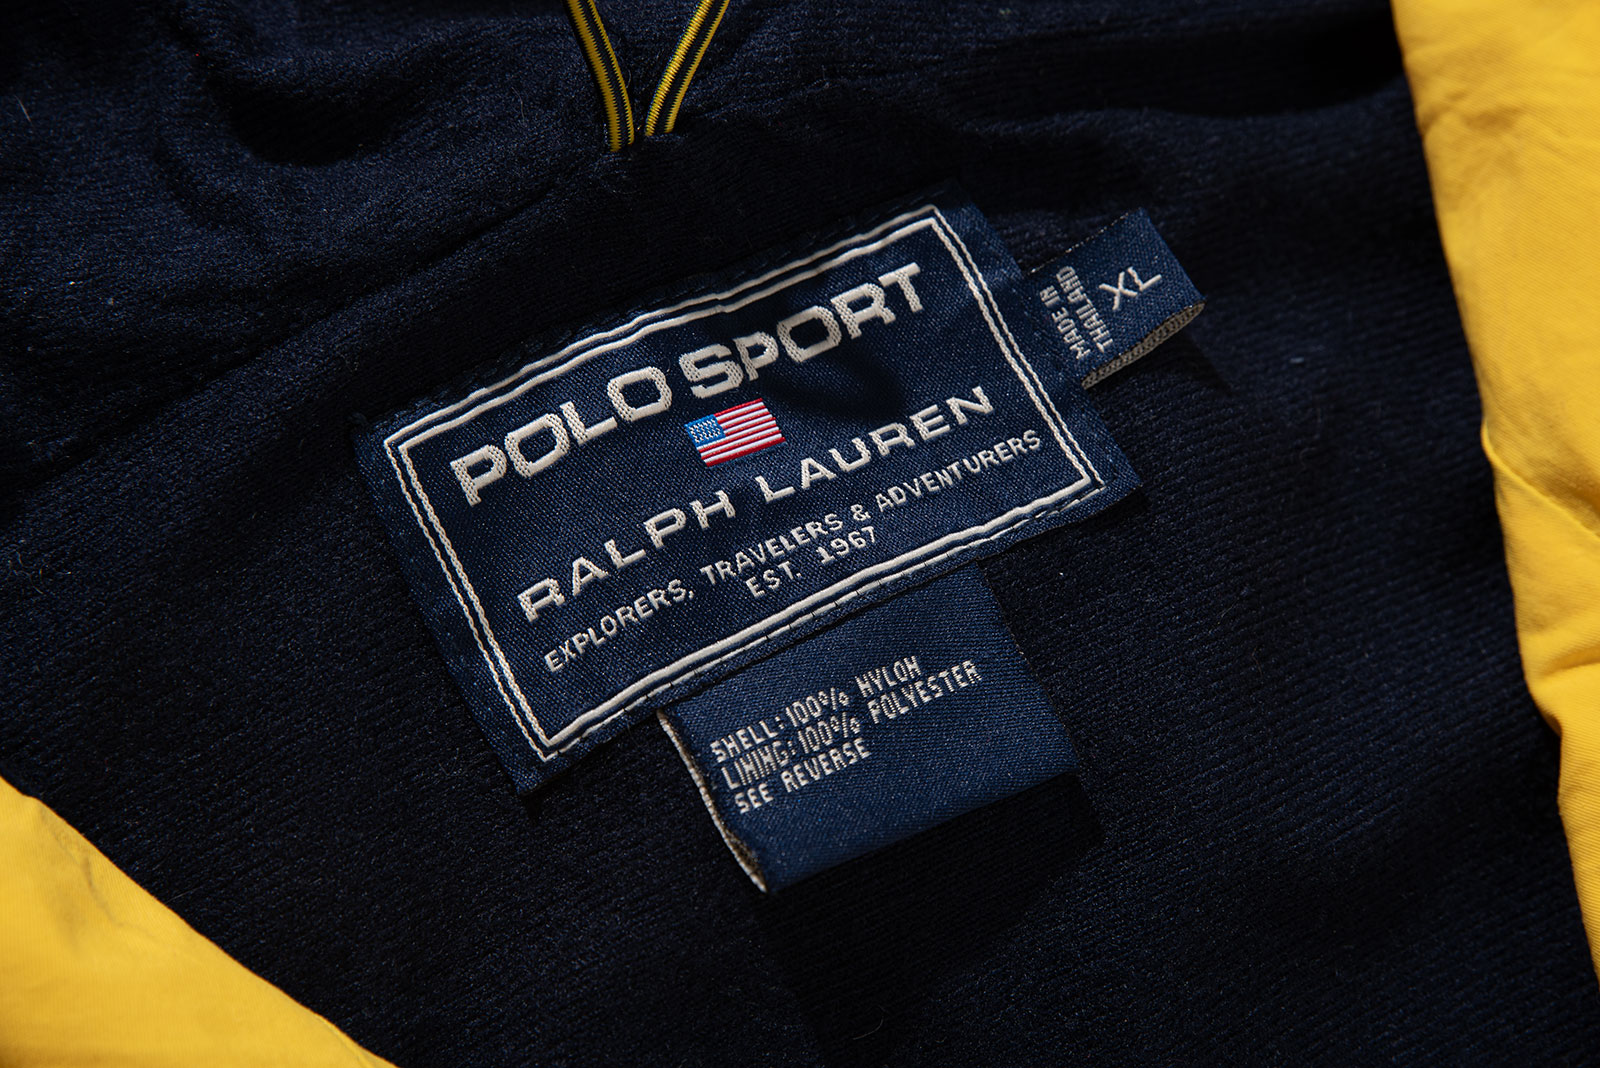 POLO SPORT
RALPH LAUREN
EXPLORERS, TRAVELERS & ADVENTURERS
EST. 1967
MADE IN
THAILAND
XL
SHELL: 100% NYLON
LINING: 100% POLYESTER
SEE REVERSE